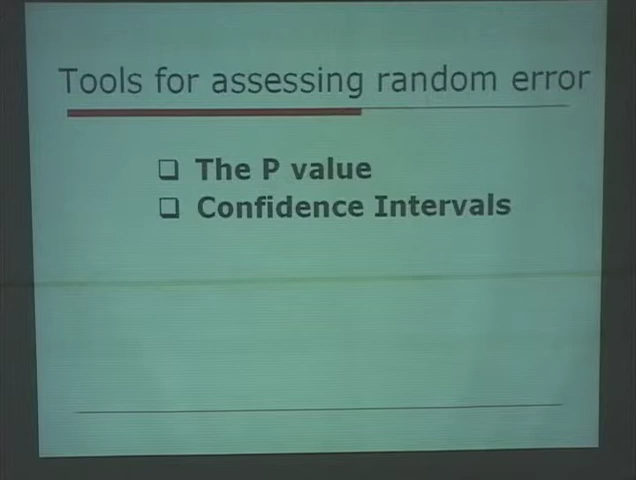 Tools for assessing random error
❑ The P value
❑ Confidence Intervals